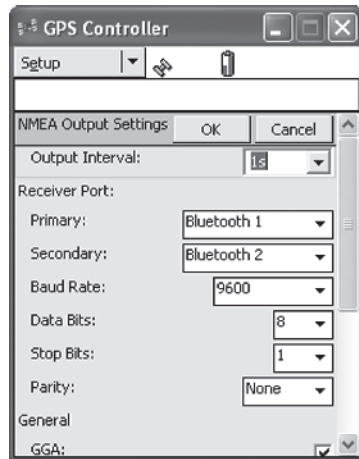 GPS Controller
Setup
NMEA Output Settings OK Cancel
Output Interval: 1s
Receiver Port:
Primary: Bluetooth 1
Secondary: Bluetooth 2
Baud Rate: 9600
Data Bits: 8
Stop Bits: 1
Parity: None
General
GGA: